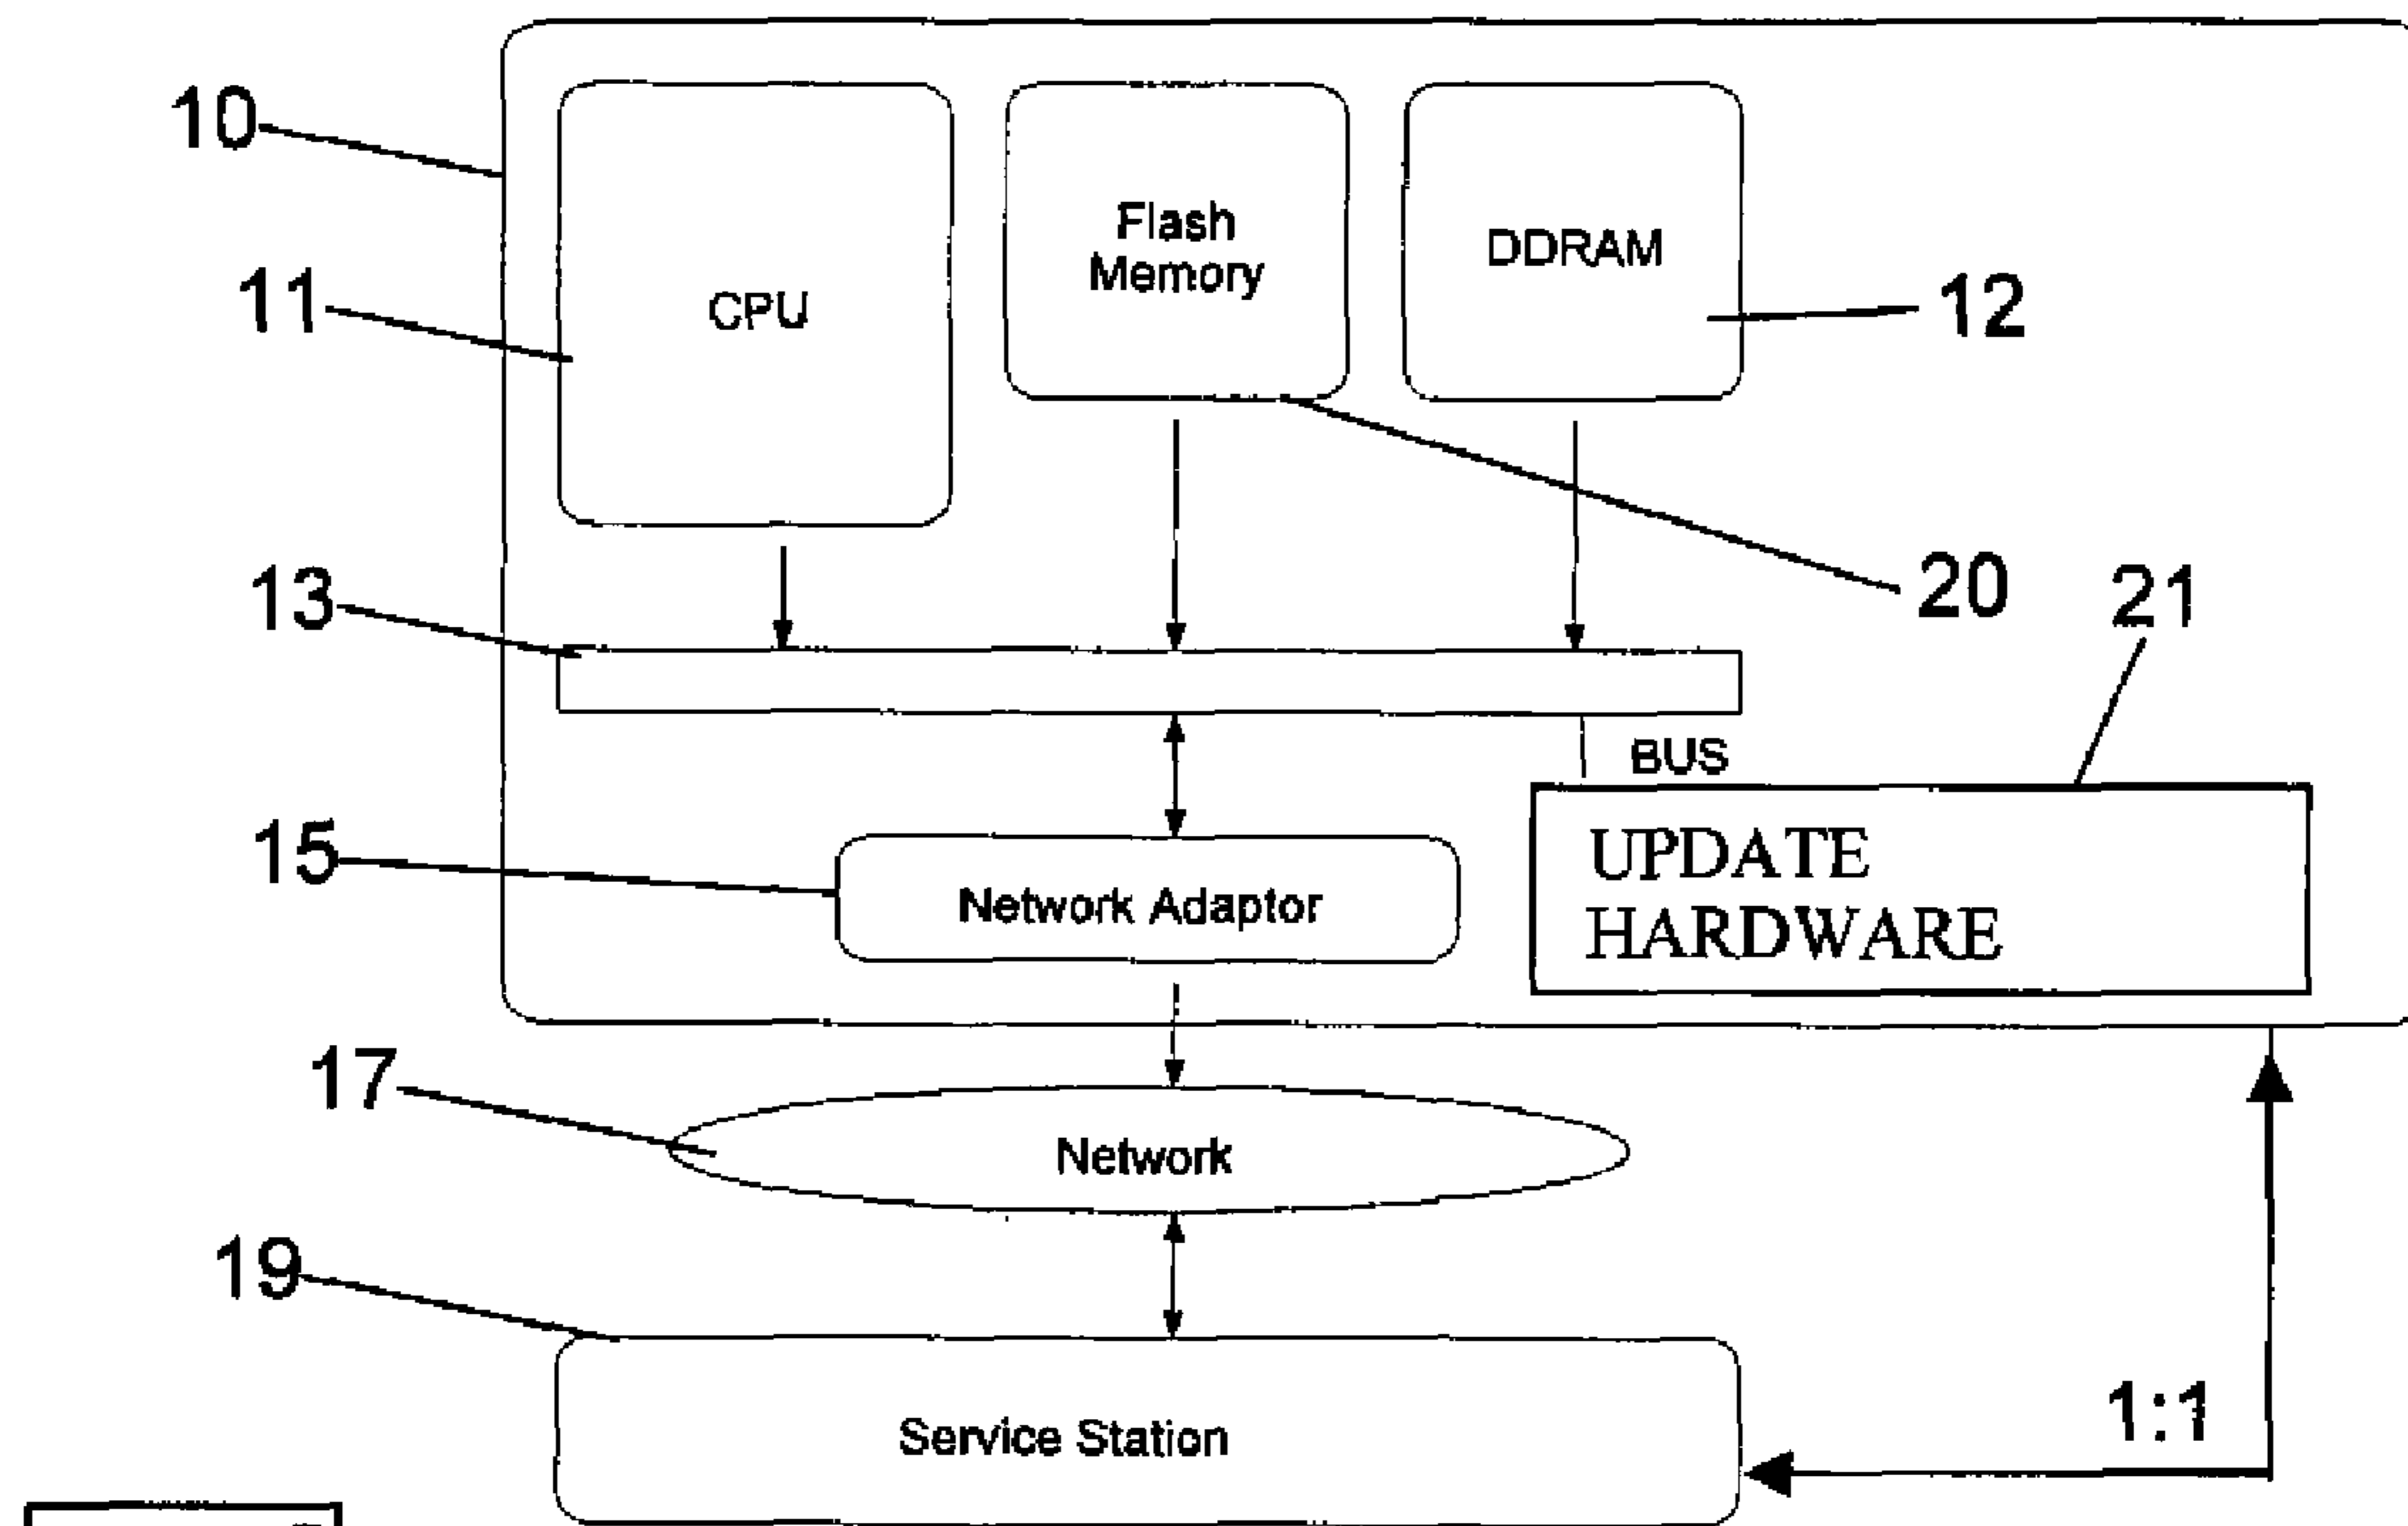 10
11
CPU
Flash
Memory
DDRAM
12
13
20
21
BUS
15
Network Adaptor
UPDATE
HARDWARE
17
Network
19
Service Station
1:1